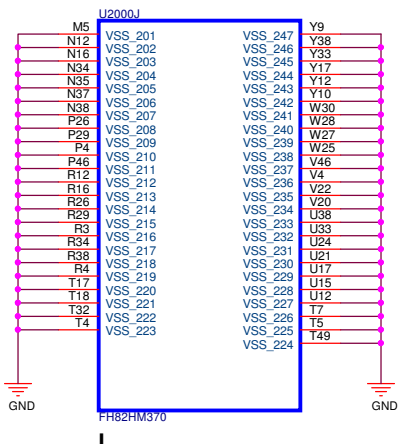 U2000J
M5 VSS_201 VSS_247 Y9
N12 VSS_202 VSS_246 Y38
N16 VSS_203 VSS_245 Y33
N34 VSS_204 VSS_244 Y17
N35 VSS_205 VSS_243 Y12
N37 VSS_206 VSS_242 Y10
N38 VSS_207 VSS_241 W30
P26 VSS_208 VSS_240 W28
P29 VSS_209 VSS_239 W27
P4 VSS_210 VSS_238 W25
P46 VSS_211 VSS_237 V46
R12 VSS_212 VSS_236 V4
R16 VSS_213 VSS_235 V22
R26 VSS_214 VSS_234 V20
R29 VSS_215 VSS_233 U38
R3 VSS_216 VSS_232 U33
R34 VSS_217 VSS_231 U24
R38 VSS_218 VSS_230 U21
R4 VSS_219 VSS_229 U17
T17 VSS_220 VSS_228 U15
T18 VSS_221 VSS_227 U12
T32 VSS_222 VSS_226 T7
T4 VSS_223 VSS_225 T5
VSS_224 T49
GND GND
FH82HM370